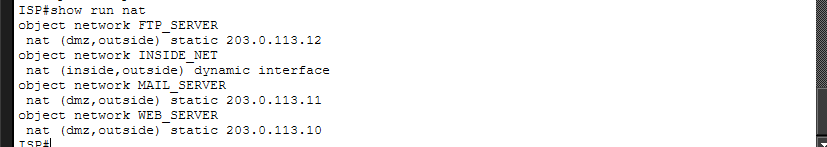 ISP#show run nat
object network FTP_SERVER
 nat (dmz,outside) static 203.0.113.12
object network INSIDE_NET
 nat (inside,outside) dynamic interface
object network MAIL_SERVER
 nat (dmz,outside) static 203.0.113.11
object network WEB_SERVER
 nat (dmz,outside) static 203.0.113.10
ISP#